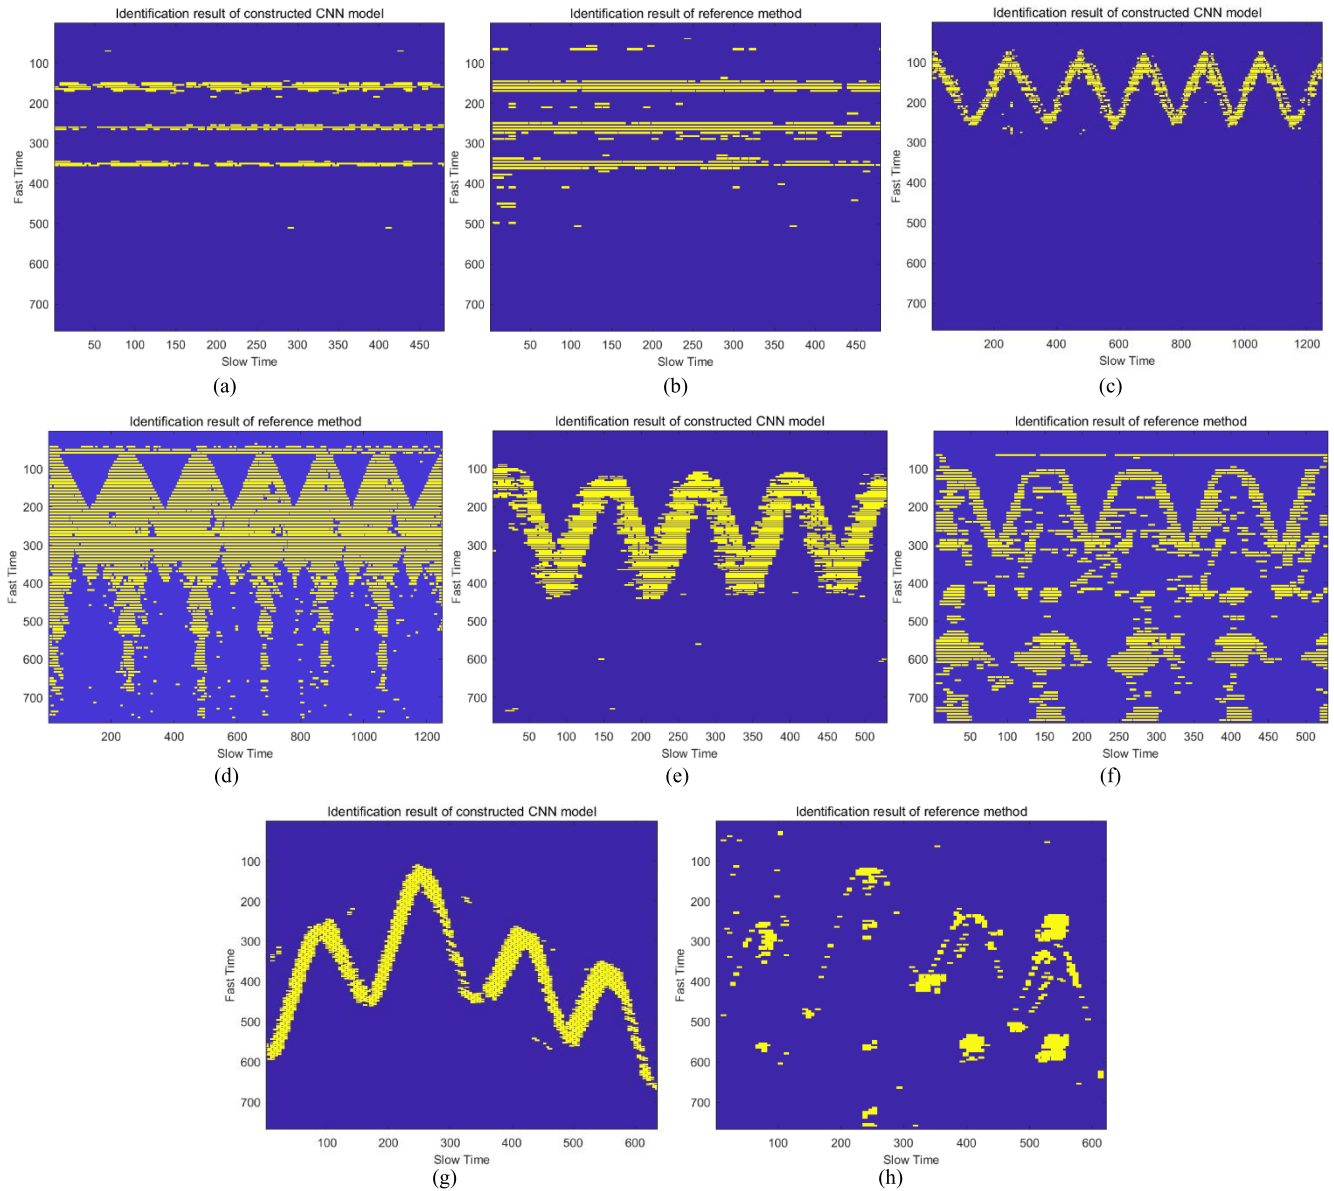 Identification result of constructed CNN model
Fast Time
100
200
300
400
500
600
700
50 100 150 200 250 300 350 400 450
Slow Time
(a)
Identification result of reference method
Fast Time
100
200
300
400
500
600
700
50 100 150 200 250 300 350 400 450
Slow Time
(b)
Identification result of constructed CNN model
Fast Time
100
200
300
400
500
600
700
200 400 600 800 1000 1200
Slow Time
(c)
Identification result of reference method
Fast Time
100
200
300
400
500
600
700
200 400 600 800 1000 1200
Slow Time
(d)
Identification result of constructed CNN model
Fast Time
100
200
300
400
500
600
700
50 100 150 200 250 300 350 400 450 500
Slow Time
(e)
Identification result of reference method
Fast Time
100
200
300
400
500
600
700
50 100 150 200 250 300 350 400 450 500
Slow Time
(f)
Identification result of constructed CNN model
Fast Time
100
200
300
400
500
600
700
100 200 300 400 500 600
Slow Time
(g)
Identification result of reference method
Fast Time
100
200
300
400
500
600
700
100 200 300 400 500 600
Slow Time
(h)